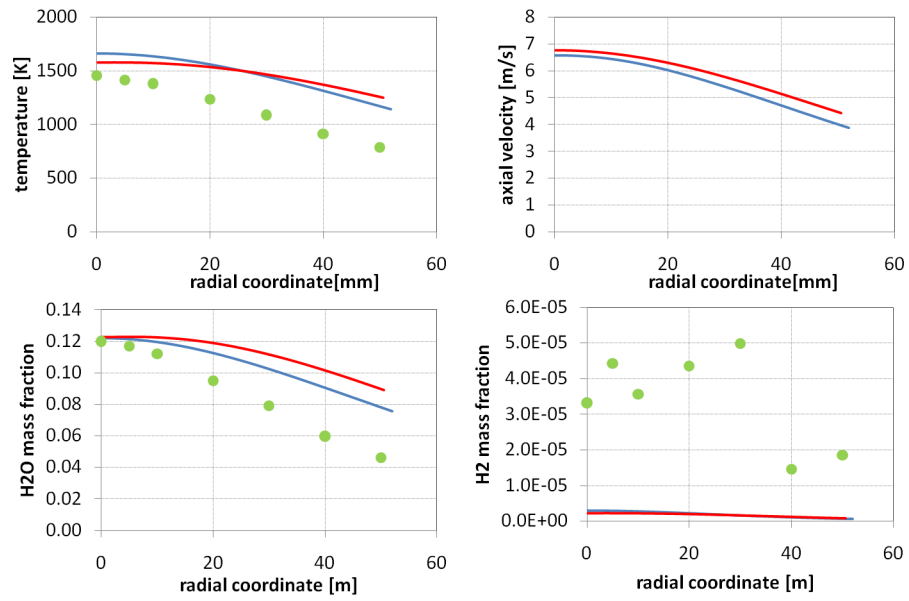 temperature [K]
2000
1500
1000
500
0
0 20 40 60
radial coordinate[mm]
axial velocity [m/s]
8
7
6
5
4
3
2
1
0
0 20 40 60
radial coordinate[mm]
H2O mass fraction
0.14
0.12
0.10
0.08
0.06
0.04
0.02
0.00
0 20 40 60
radial coordinate [m]
H2 mass fraction
6.0E-05
5.0E-05
4.0E-05
3.0E-05
2.0E-05
1.0E-05
0.0E+00
0 20 40 60
radial coordinate [m]